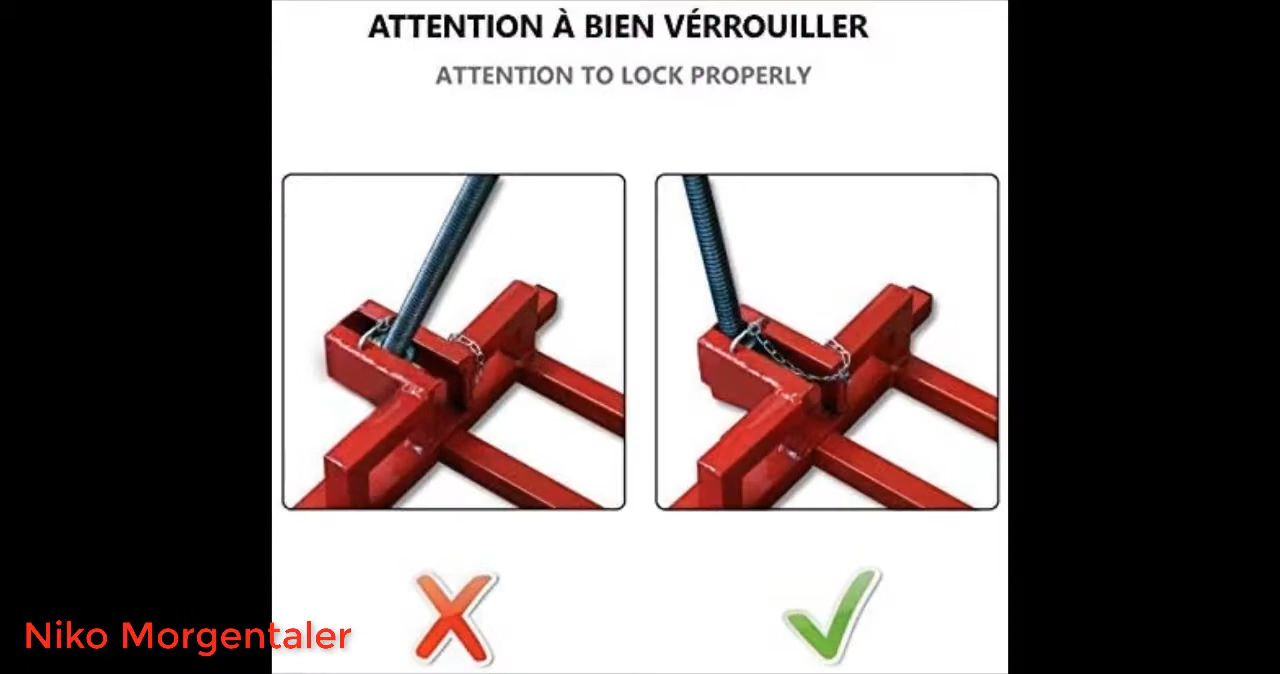 ATTENTION À BIEN VÉRROUILLER
ATTENTION TO LOCK PROPERLY
Niko Morgentaler